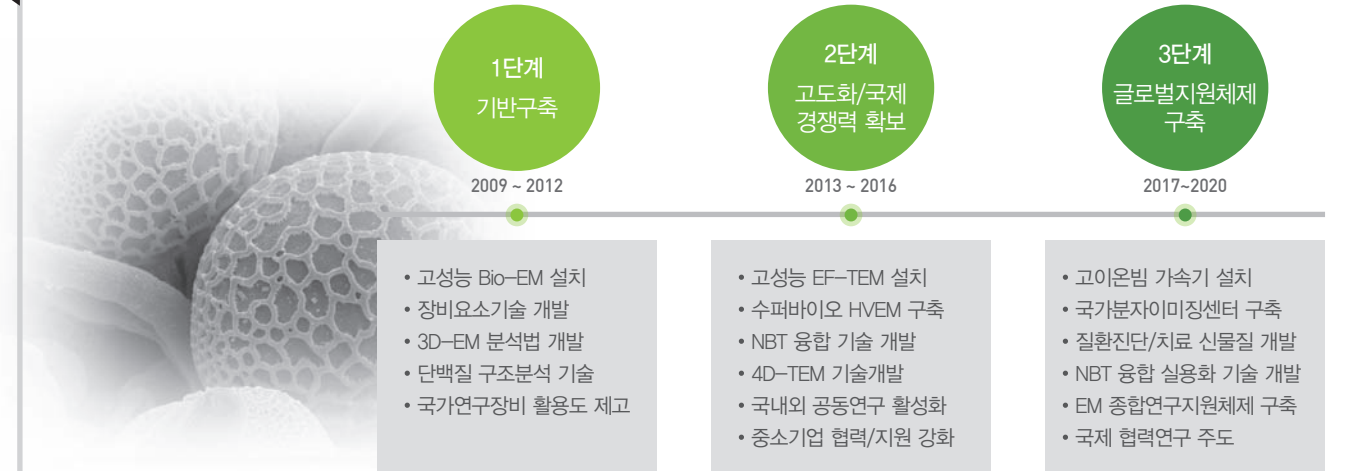 1단계
기반구축
2009 ~ 2012
• 고성능 Bio-EM 설치
• 장비요소기술 개발
• 3D-EM 분석법 개발
• 단백질 구조분석 기술
• 국가연구장비 활용도 제고
2단계
고도화/국제
경쟁력 확보
2013 ~ 2016
• 고성능 EF-TEM 설치
• 수퍼바이오 HVEM 구축
• NBT 융합 기술 개발
• 4D-TEM 기술개발
• 국내외 공동연구 활성화
• 중소기업 협력/지원 강화
3단계
글로벌지원체제
구축
2017~2020
• 고이온빔 가속기 설치
• 국가분자이미징센터 구축
• 질환진단/치료 신물질 개발
• NBT 융합 실용화 기술 개발
• EM 종합연구지원체제 구축
• 국제 협력연구 주도